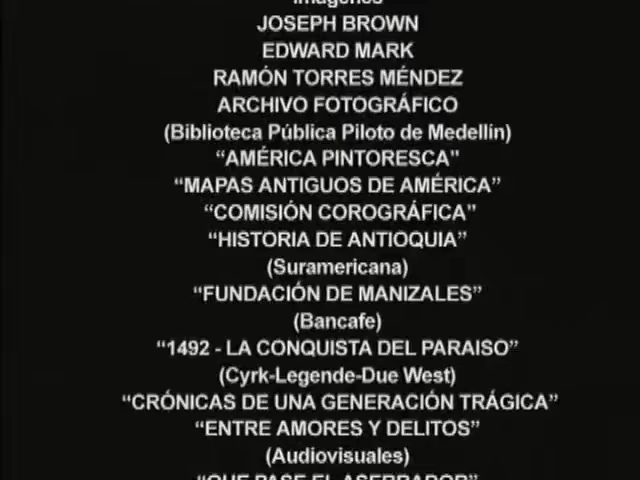 Imágenes
JOSEPH BROWN
EDWARD MARK
RAMÓN TORRES MÉNDEZ
ARCHIVO FOTOGRÁFICO
(Biblioteca Pública Piloto de Medellín)
“AMÉRICA PINTORESCA”
“MAPAS ANTIGUOS DE AMÉRICA”
“COMISIÓN COROGRÁFICA”
“HISTORIA DE ANTIOQUIA”
(Suramericana)
“FUNDACIÓN DE MANIZALES”
(Bancafe)
“1492 - LA CONQUISTA DEL PARAISO”
(Cyrk-Legende-Due West)
“CRÓNICAS DE UNA GENERACIÓN TRÁGICA”
“ENTRE AMORES Y DELITOS”
(Audiovisuales)
“QUE PASE EL ASERRADOR”